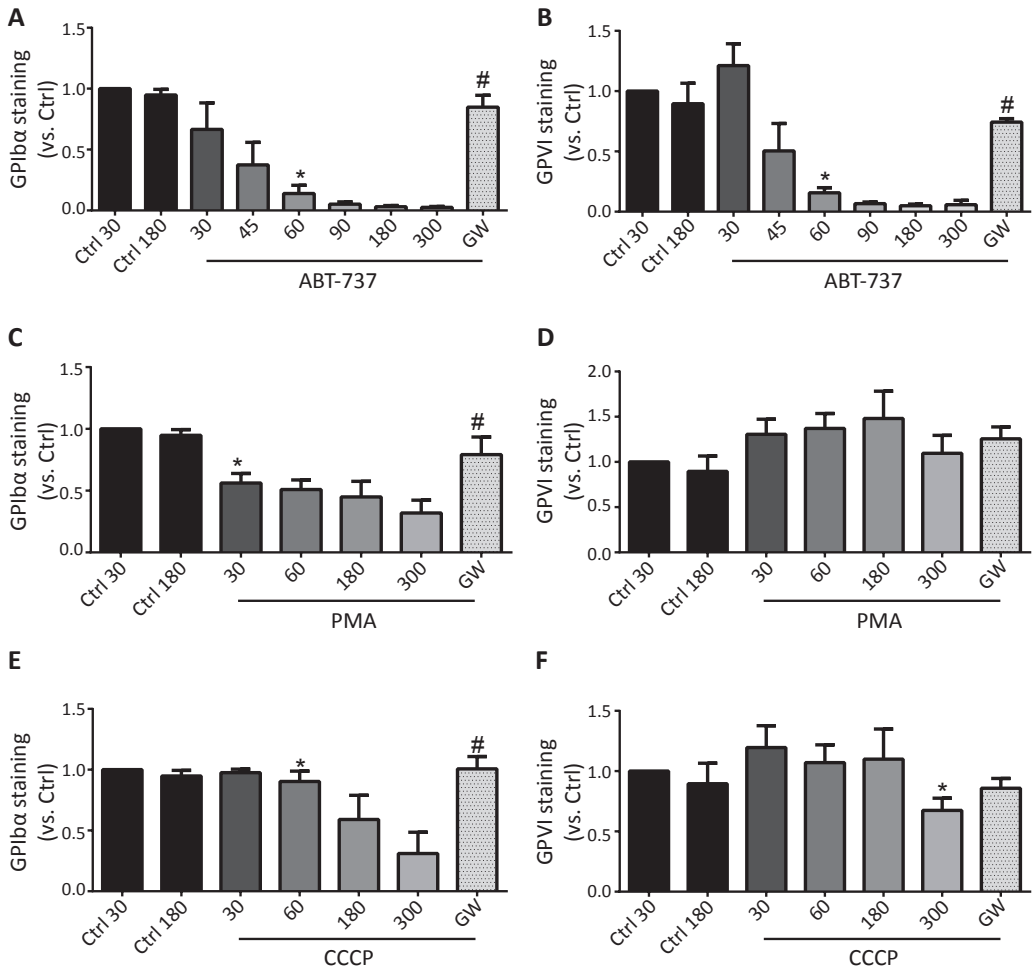 A
GPIbα staining
(vs. Ctrl)
1.5
1.0
0.5
0.0
*
#
Ctrl 30
Ctrl 180
30
45
60
90
180
300
GW
ABT-737
B
GPVI staining
(vs. Ctrl)
1.5
1.0
0.5
0.0
*
#
Ctrl 30
Ctrl 180
30
45
60
90
180
300
GW
ABT-737
C
GPIbα staining
(vs. Ctrl)
1.5
1.0
0.5
0.0
*
#
Ctrl 30
Ctrl 180
30
60
180
300
GW
PMA
D
GPVI staining
(vs. Ctrl)
2.0
1.5
1.0
0.5
0.0
Ctrl 30
Ctrl 180
30
60
180
300
GW
PMA
E
GPIbα staining
(vs. Ctrl)
1.5
1.0
0.5
0.0
*
#
Ctrl 30
Ctrl 180
30
60
180
300
GW
CCCP
F
GPVI staining
(vs. Ctrl)
1.5
1.0
0.5
0.0
*
Ctrl 30
Ctrl 180
30
60
180
300
GW
CCCP